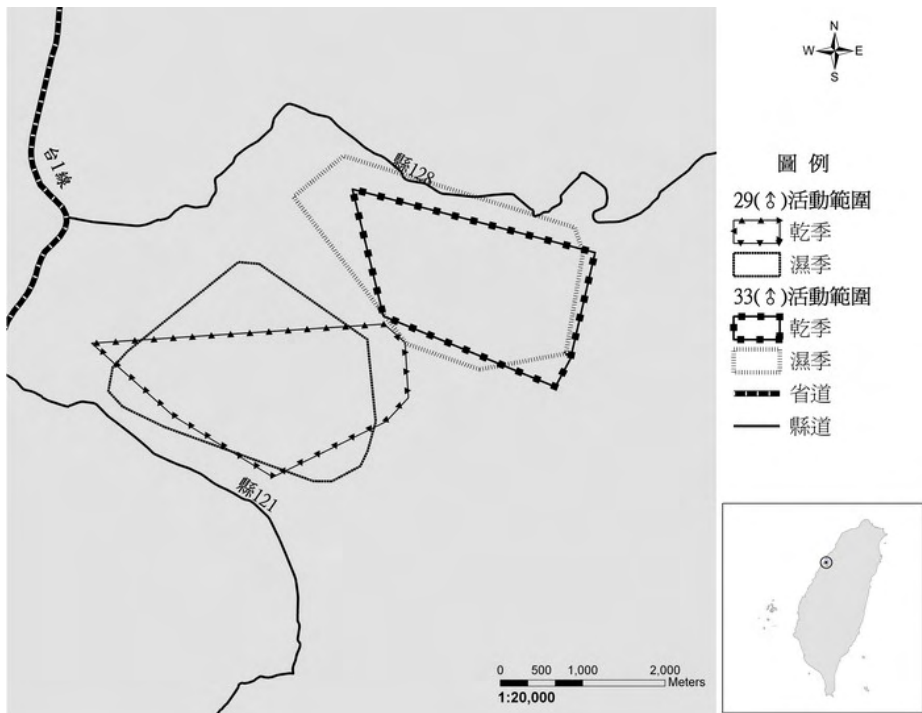 N
W E
S
台1線
縣128
縣121
圖 例
29(♂)活動範圍
乾季
濕季
33(♂)活動範圍
乾季
濕季
省道
縣道
0 500 1,000 2,000
Meters
1:20,000